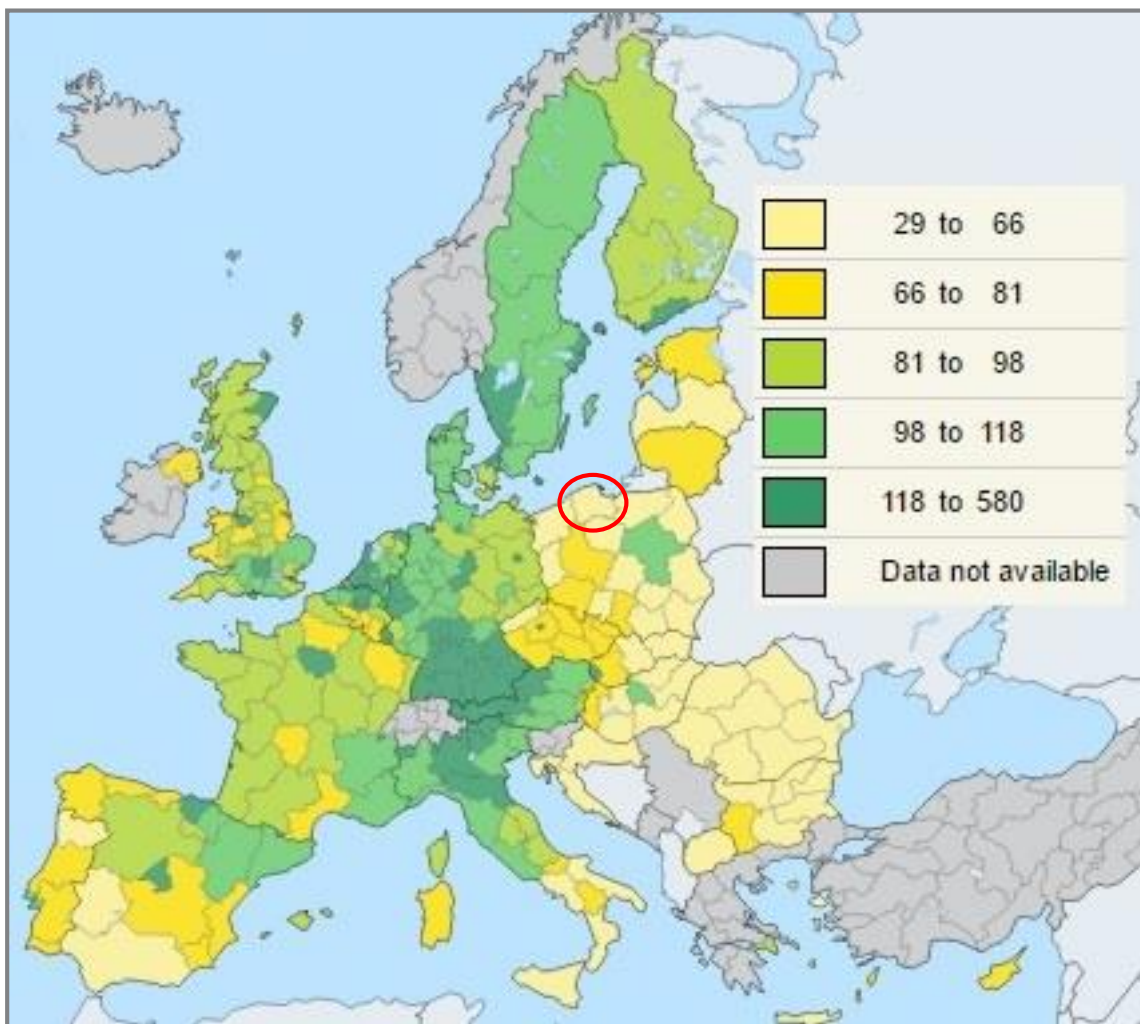 29 to 66
66 to 81
81 to 98
98 to 118
118 to 580
Data not available